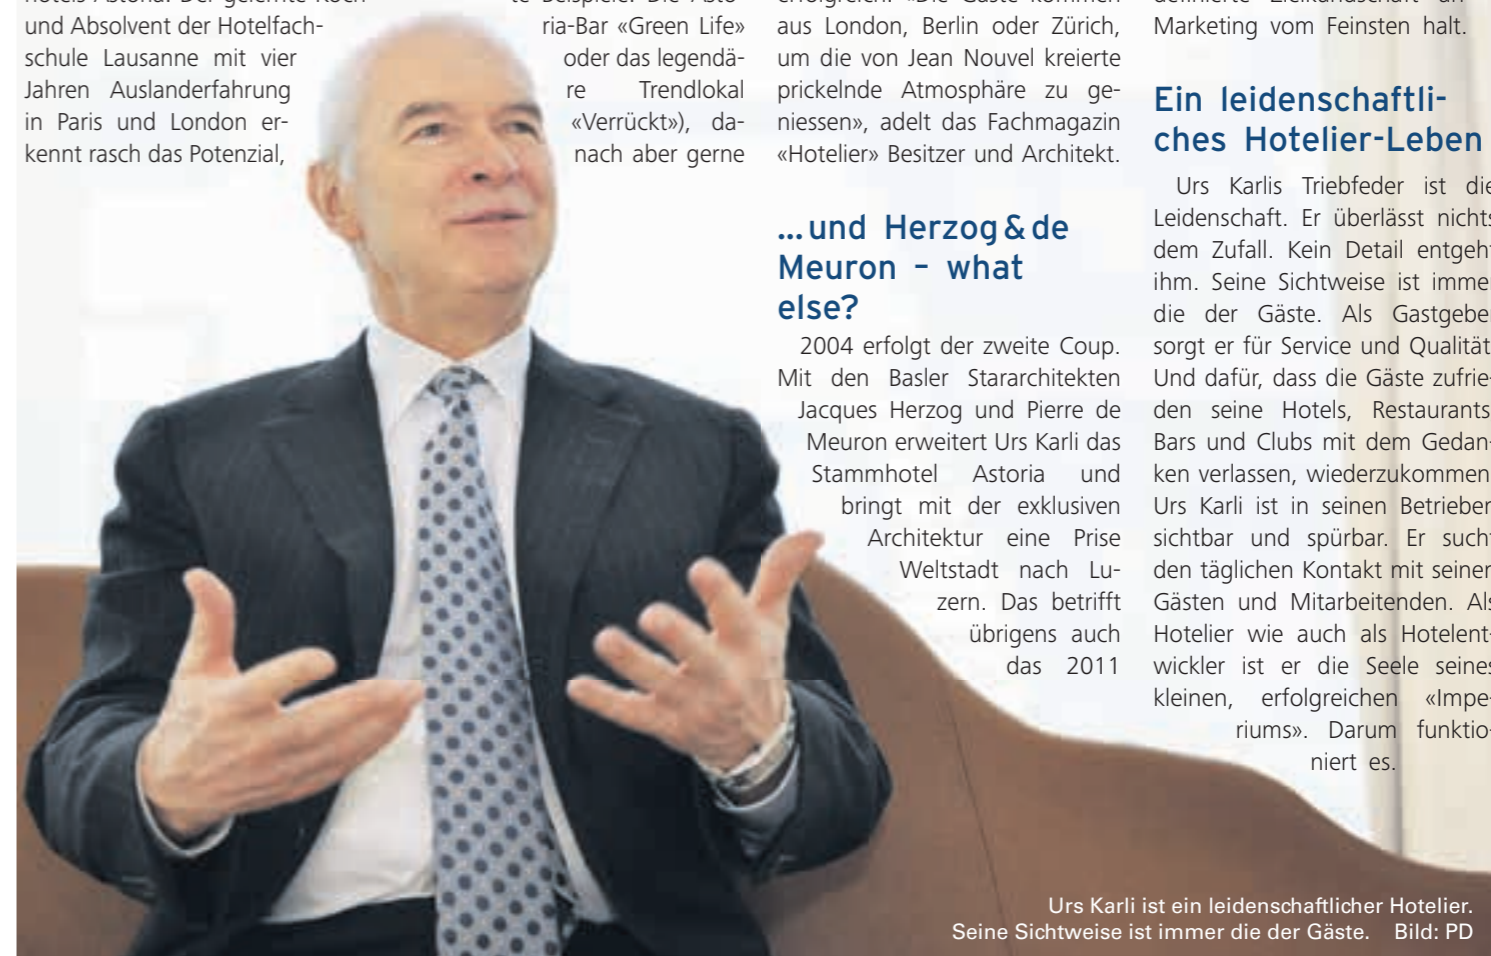 und Absolvent der Hotelfach-
schule Lausanne mit vier
Jahren Auslanderfahrung
in Paris und London er-
kennt rasch das Potenzial,
ria-Bar «Green Life»
oder das legendä-
re Trendlokal
«Verrückt»), da-
nach aber gerne
aus London, Berlin oder Zürich,
um die von Jean Nouvel kreierte
prickelnde Atmosphäre zu ge-
niessen», adelt das Fachmagazin
«Hotelier» Besitzer und Architekt.
...und Herzog & de
Meuron – what
else?
2004 erfolgt der zweite Coup.
Mit den Basler Stararchitekten
Jacques Herzog und Pierre de
Meuron erweitert Urs Karli das
Stammhotel Astoria und
bringt mit der exklusiven
Architektur eine Prise
Weltstadt nach Lu-
zern. Das betrifft
übrigens auch
das 2011
Marketing vom Feinsten halt.
Ein leidenschaftli-
ches Hotelier-Leben
Urs Karlis Triebfeder ist die
Leidenschaft. Er überlässt nichts
dem Zufall. Kein Detail entgeht
ihm. Seine Sichtweise ist imme
die der Gäste. Als Gastgebe
sorgt er für Service und Qualität
Und dafür, dass die Gäste zufrie-
den seine Hotels, Restaurants
Bars und Clubs mit dem Gedan-
ken verlassen, wiederzukommen
Urs Karli ist in seinen Betrieben
sichtbar und spürbar. Er sucht
den täglichen Kontakt mit seinen
Gästen und Mitarbeitenden. Als
Hotelier wie auch als Hotelent-
wickler ist er die Seele seines
kleinen, erfolgreichen «Impe-
riums». Darum funktio-
niert es.
Urs Karli ist ein leidenschaftlicher Hotelier.
Seine Sichtweise ist immer die der Gäste. Bild: PD